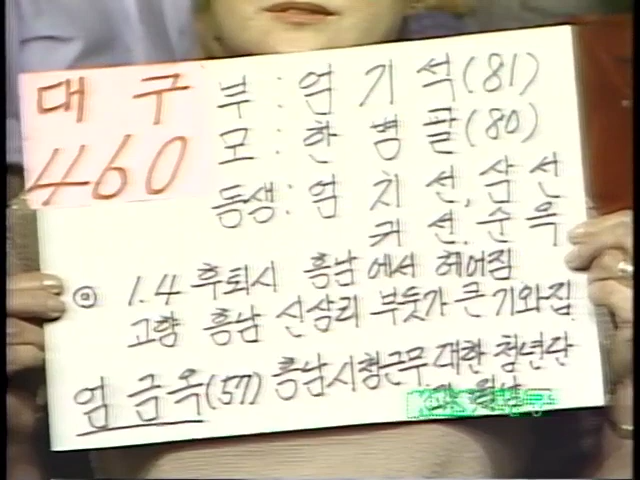 대구
460
부 : 엄기석(81)
모 : 한병팔(80)
동생 : 엄치선, 삼선
귀선. 순옥
◎ 1.4 후퇴시 흥남에서 헤어짐
고향 흥남 신상리 부둣가 큰 기와집
엄금옥(57) 흥남시청근무 대한청년단